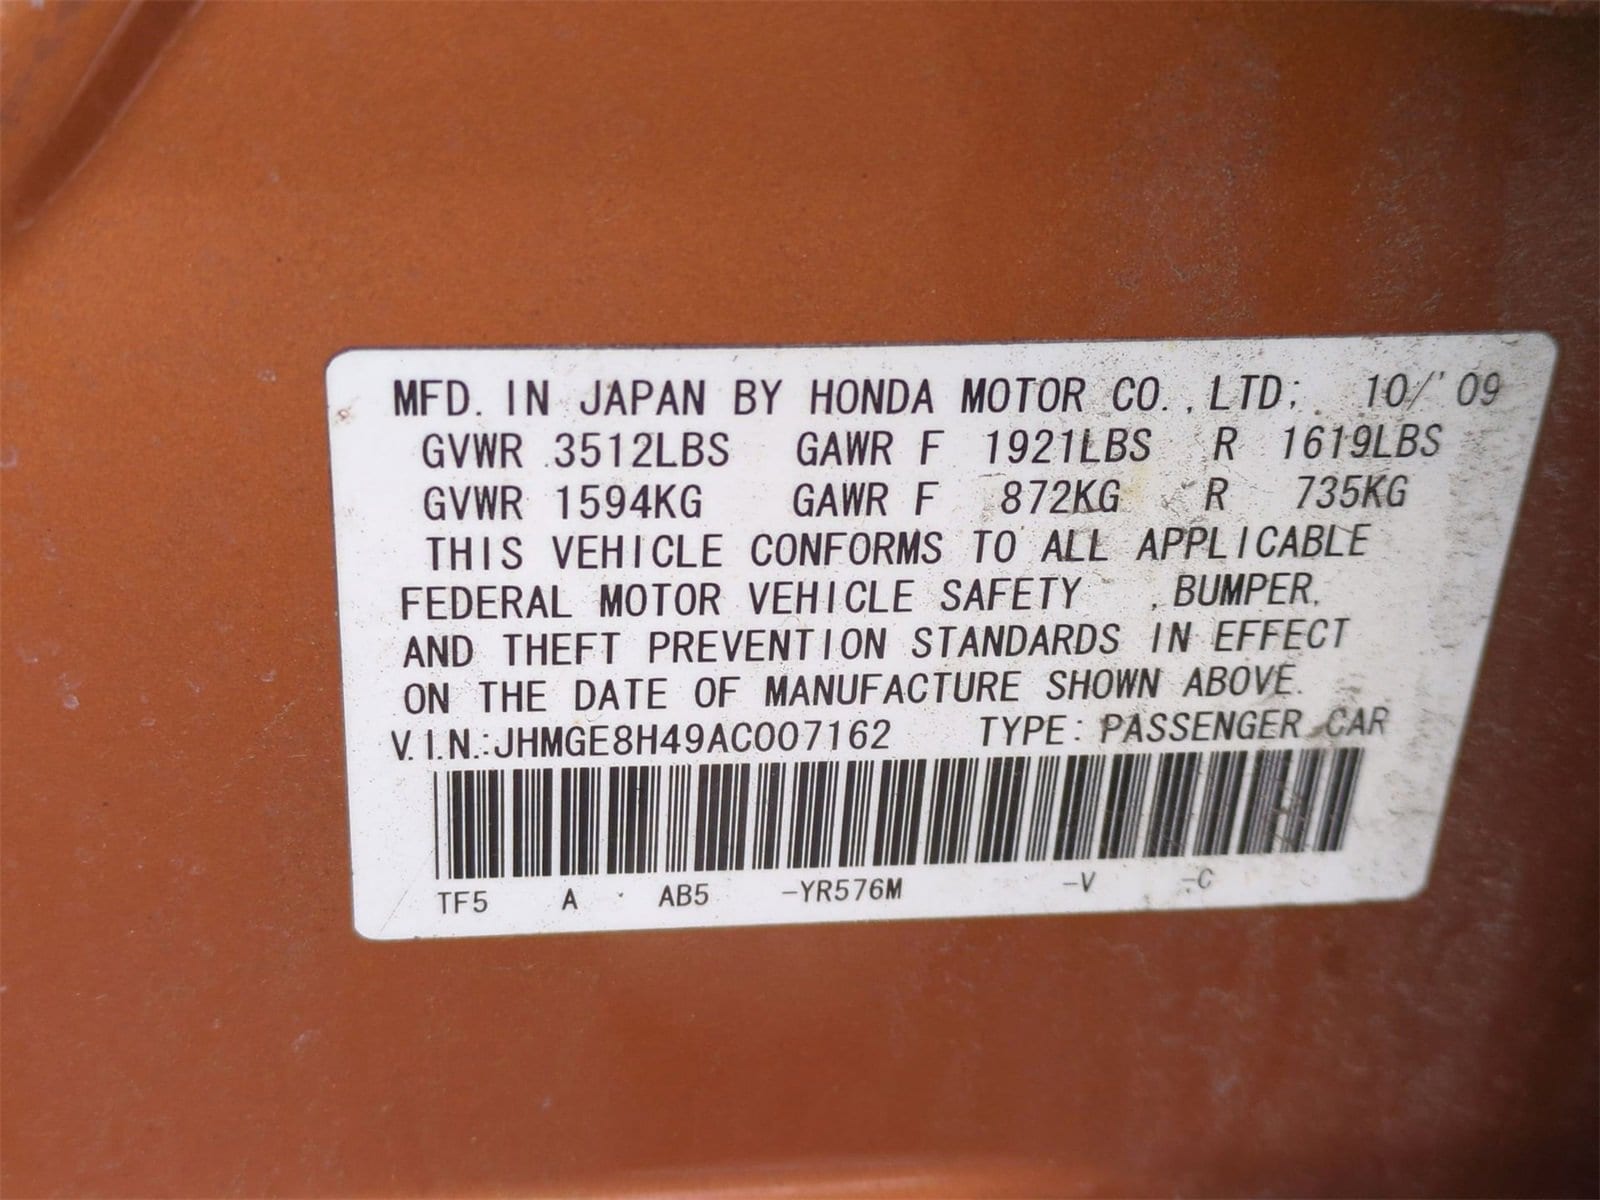 MFD. IN JAPAN BY HONDA MOTOR CO., LTD; 10/'09
GVWR 3512LBS GAWR F 1921LBS R 1619LBS
GVWR 1594KG GAWR F 872KG R 735KG
THIS VEHICLE CONFORMS TO ALL APPLICABLE
FEDERAL MOTOR VEHICLE SAFETY , BUMPER,
AND THEFT PREVENTION STANDARDS IN EFFECT
ON THE DATE OF MANUFACTURE SHOWN ABOVE.
V.I.N.:JHMGE8H49AC007162 TYPE: PASSENGER CAR
TF5 A AB5 -YR576M -V -C